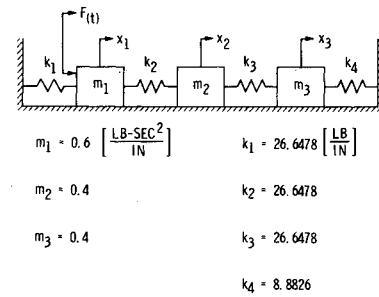 F(t)
x₁ x₂ x₃
k₁ k₂ k₃ k₄
m₁ m₂ m₃
m₁ = 0.6 [LB-SEC²/IN] k₁ = 26.6478 [LB/IN]
m₂ = 0.4 k₂ = 26.6478
m₃ = 0.4 k₃ = 26.6478
k₄ = 8.8826